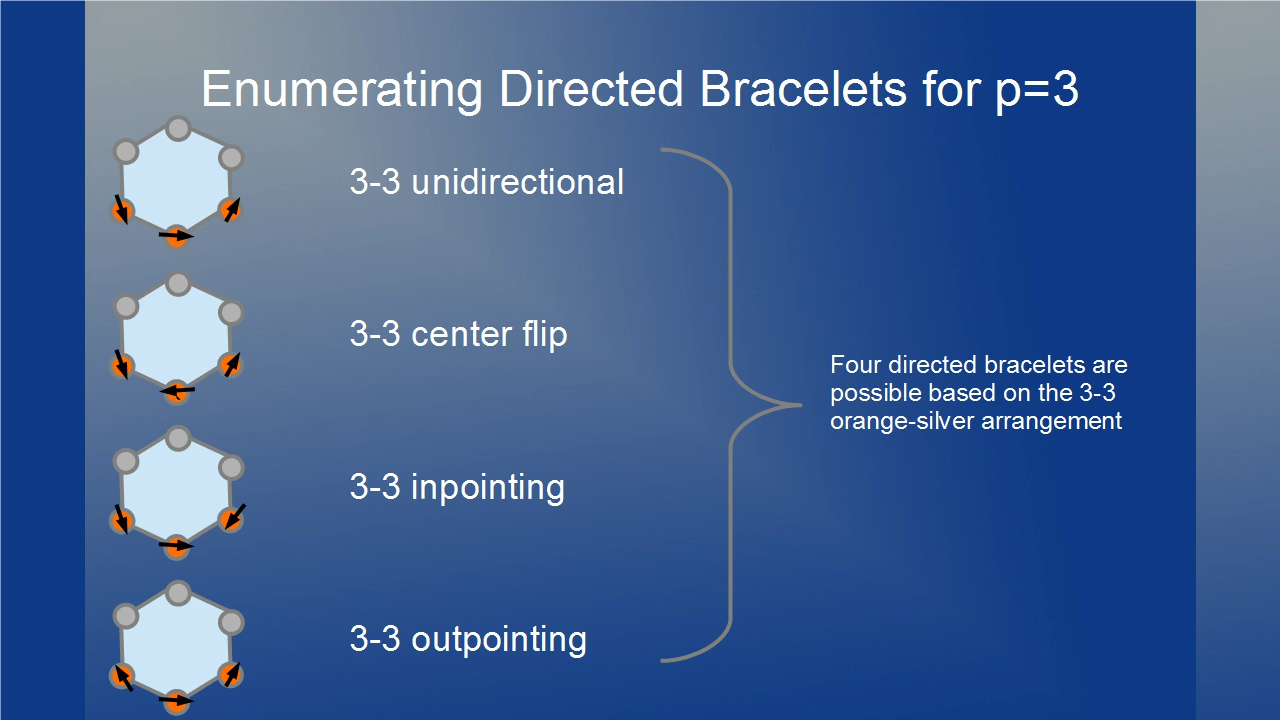 Enumerating Directed Bracelets for p=3
3-3 unidirectional
3-3 center flip
3-3 inpointing
3-3 outpointing
Four directed bracelets are
possible based on the 3-3
orange-silver arrangement